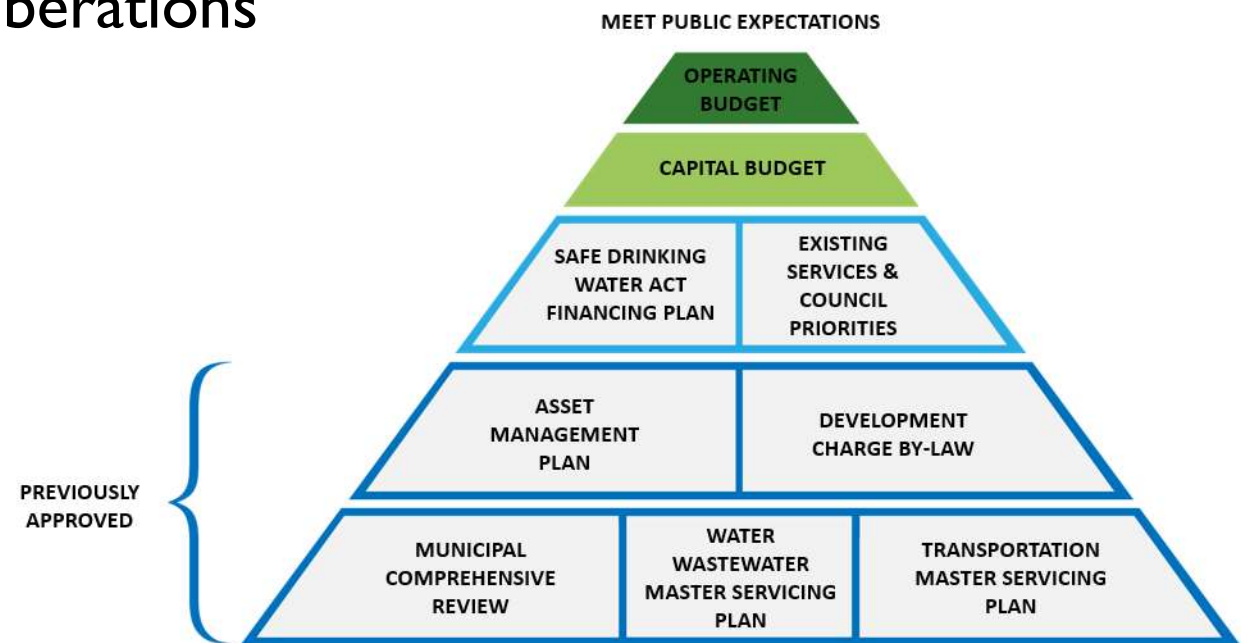 MEET PUBLIC EXPECTATIONS
OPERATING
BUDGET
CAPITAL BUDGET
SAFE DRINKING
WATER ACT
FINANCING PLAN
EXISTING
SERVICES &
COUNCIL
PRIORITIES
ASSET
MANAGEMENT
PLAN
DEVELOPMENT
CHARGE BY-LAW
PREVIOUSLY
APPROVED
MUNICIPAL
COMPREHENSIVE
REVIEW
WATER
WASTEWATER
MASTER SERVICING
PLAN
TRANSPORTATION
MASTER SERVICING
PLAN